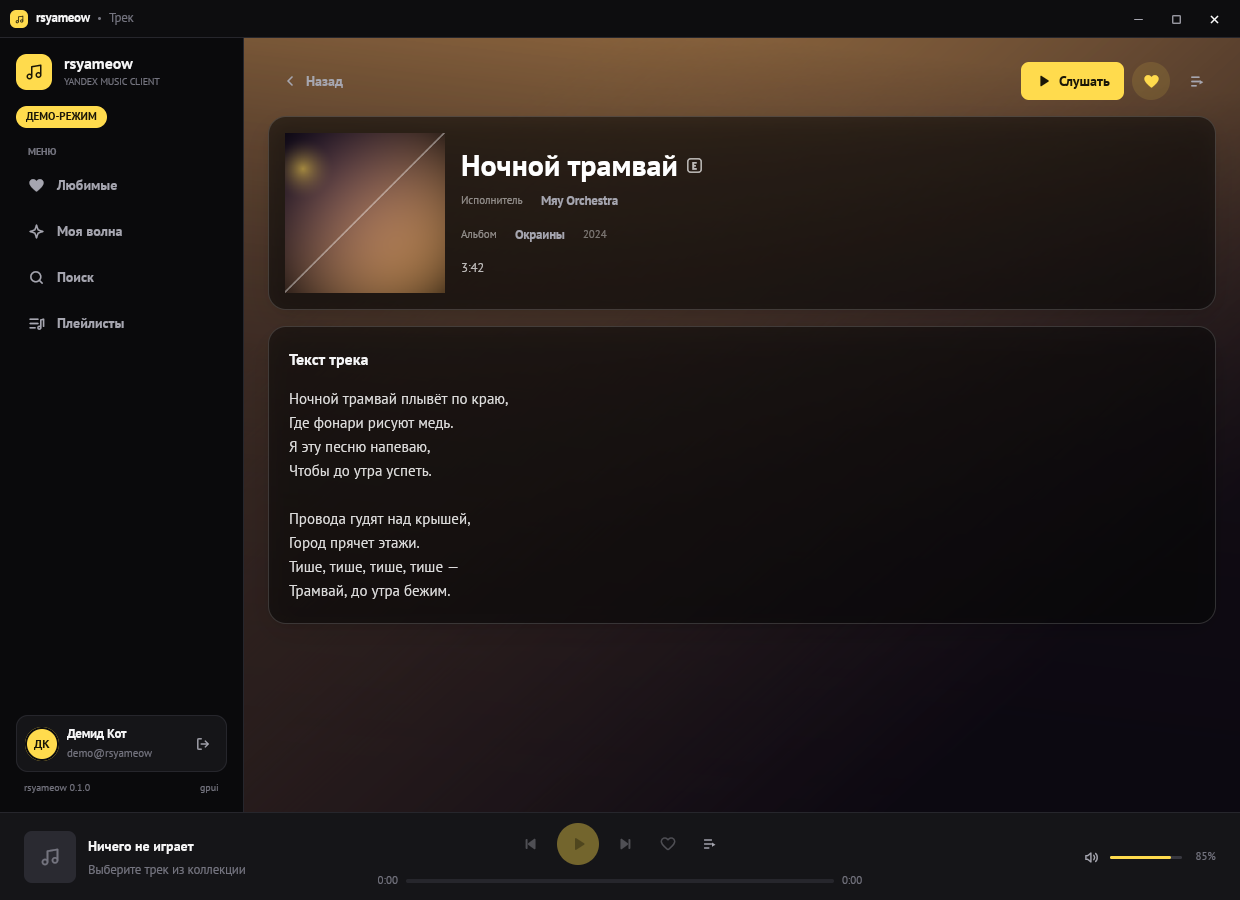 rsyameow • Трек
rsyameow
YANDEX MUSIC CLIENT
ДЕМО-РЕЖИМ
МЕНЮ
Любимые
Моя волна
Поиск
Плейлисты
ДК
Демид Кот
demo@rsyameow
rsyameow 0.1.0 gpui
Назад
Слушать
Ночной трамвай E
Исполнитель Мяу Orchestra
Альбом Окраины 2024
3:42
Текст трека
Ночной трамвай плывёт по краю,
Где фонари рисуют медь.
Я эту песню напеваю,
Чтобы до утра успеть.
Провода гудят над крышей,
Город прячет этажи.
Тише, тише, тише, тише —
Трамвай, до утра бежим.
Ничего не играет
Выберите трек из коллекции
0:00 0:00
85%